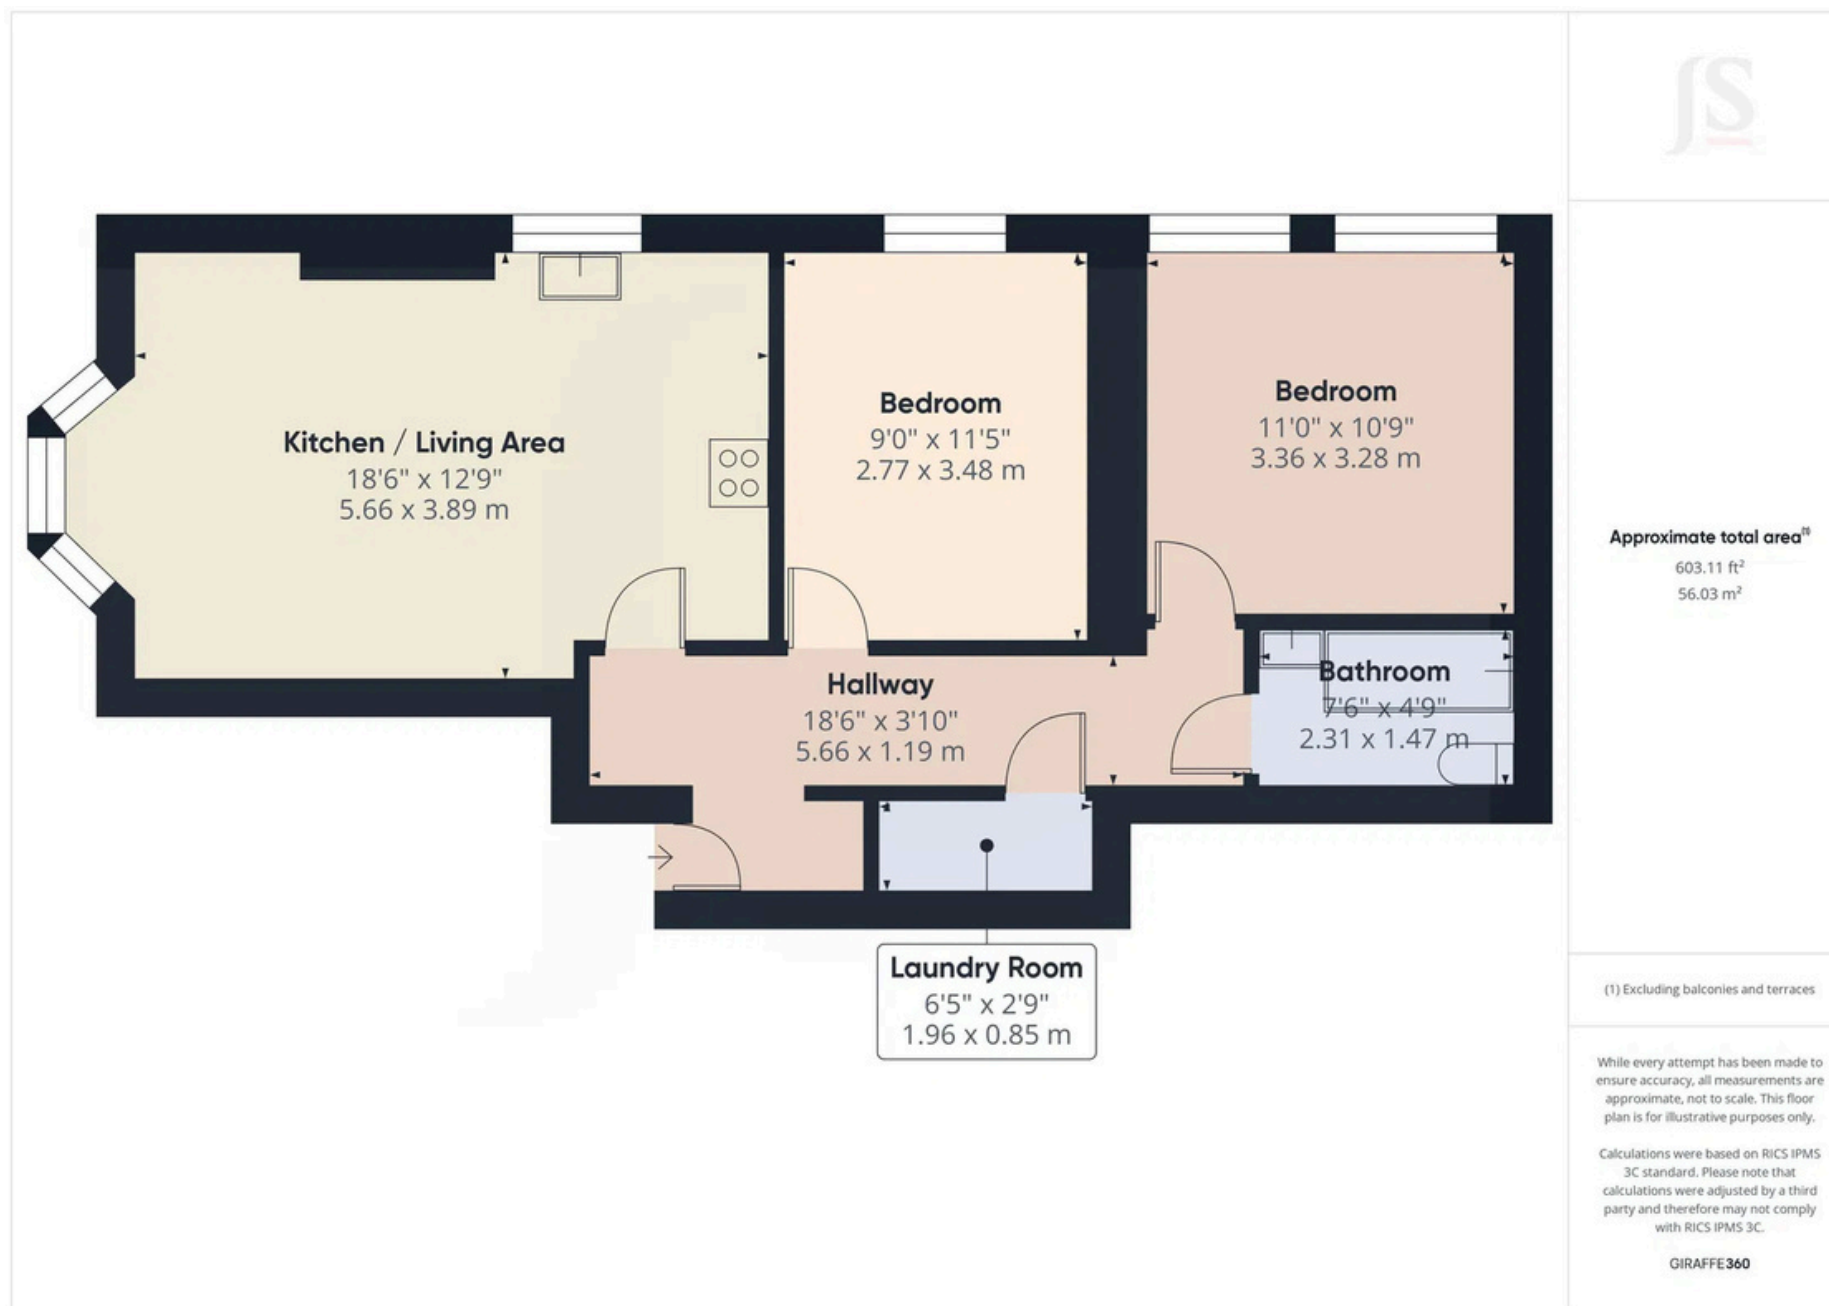 JS
Kitchen / Living Area
18'6" x 12'9"
5.66 x 3.89 m
Bedroom
9'0" x 11'5"
2.77 x 3.48 m
Bedroom
11'0" x 10'9"
3.36 x 3.28 m
Hallway
18'6" x 3'10"
5.66 x 1.19 m
Bathroom
7'6" x 4'9"
2.31 x 1.47 m
Laundry Room
6'5" x 2'9"
1.96 x 0.85 m
Approximate total area(1)
603.11 ft²
56.03 m²
(1) Excluding balconies and terraces
While every attempt has been made to
ensure accuracy, all measurements are
approximate, not to scale. This floor
plan is for illustrative purposes only.
Calculations were based on RICS IPMS
3C standard. Please note that
calculations were adjusted by a third
party and therefore may not comply
with RICS IPMS 3C.
GIRAFFE360